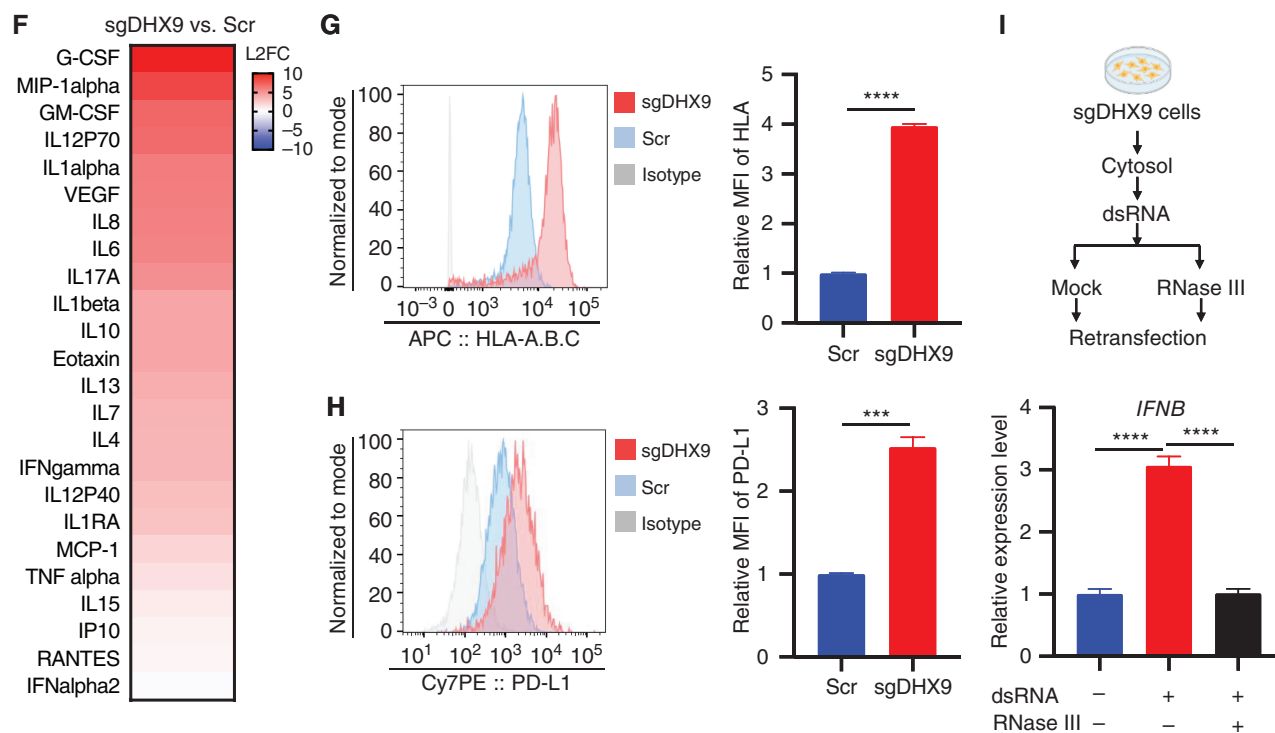 F
sgDHX9 vs. Scr
G-CSF
MIP-1alpha
GM-CSF
IL12P70
IL1alpha
VEGF
IL8
IL6
IL17A
IL1beta
IL10
Eotaxin
IL13
IL7
IL4
IFNgamma
IL12P40
IL1RA
MCP-1
TNF alpha
IL15
IP10
RANTES
IFNalpha2
L2FC
10
5
0
−5
−10
G
Normalized to mode
100
80
60
40
20
0
10−3 0 103 104 105
APC :: HLA-A.B.C
sgDHX9
Scr
Isotype
Relative MFI of HLA
5
4
3
2
1
0
****
Scr sgDHX9
H
Normalized to mode
100
80
60
40
20
0
101 102 103 104 105
Cy7PE :: PD-L1
sgDHX9
Scr
Isotype
Relative MFI of PD-L1
3
2
1
0
***
Scr sgDHX9
I
sgDHX9 cells
Cytosol
dsRNA
Mock RNase III
Retransfection
IFNB
Relative expression level
4
3
2
1
0
**** ****
dsRNA − + +
RNase III − − +